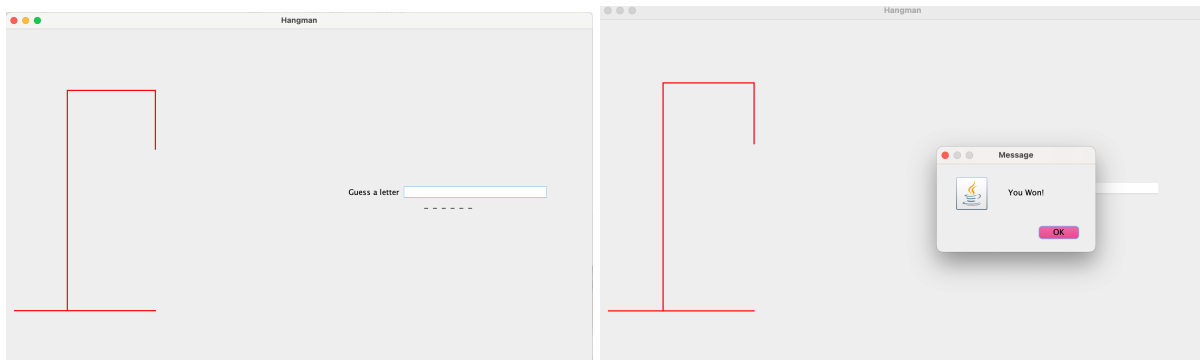 Hangman
Guess a letter
_ _ _ _ _ _
Hangman
Message
You Won!
OK